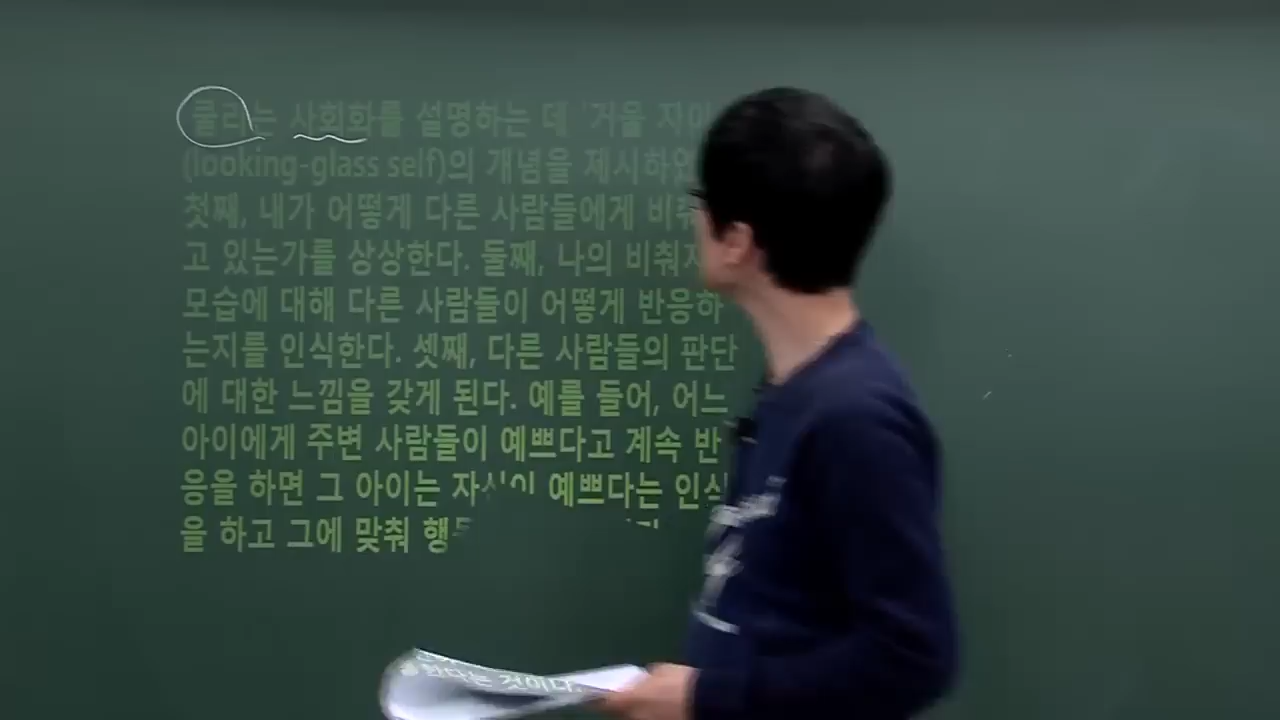 쿨리는 사회화를 설명하는 데 '거울 자아
(looking-glass self)의 개념을 제시하였
첫째, 내가 어떻게 다른 사람들에게 비춰
고 있는가를 상상한다. 둘째, 나의 비춰지
모습에 대해 다른 사람들이 어떻게 반응하
는지를 인식한다. 셋째, 다른 사람들의 판단
에 대한 느낌을 갖게 된다. 예를 들어, 어느
아이에게 주변 사람들이 예쁘다고 계속 반
응을 하면 그 아이는 자신이 예쁘다는 인식
을 하고 그에 맞춰
된다는 것이다.